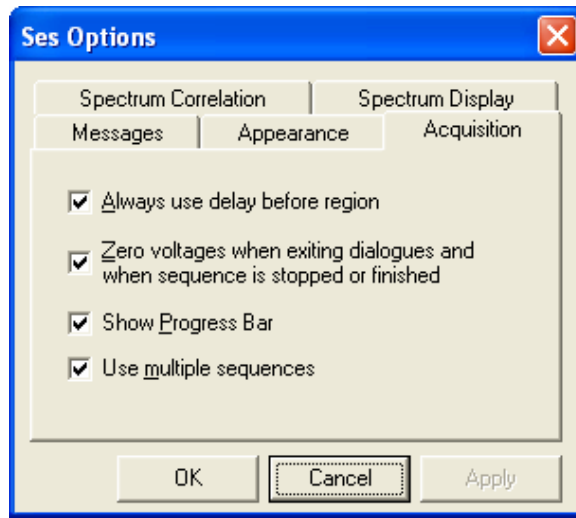 Ses Options
Spectrum Correlation
Spectrum Display
Messages
Appearance
Acquisition
Always use delay before region
Zero voltages when exiting dialogues and
when sequence is stopped or finished
Show Progress Bar
Use multiple sequences
OK
Cancel
Apply